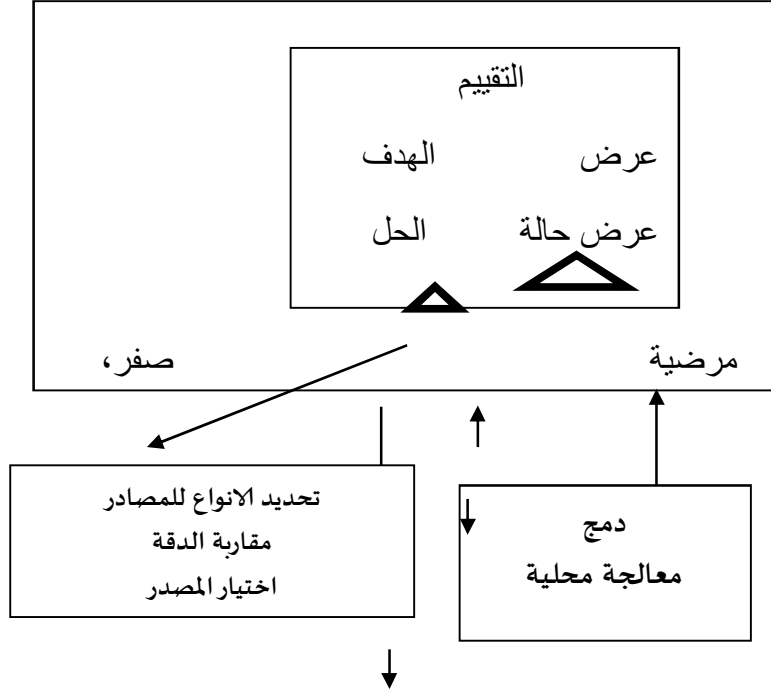 التقييم
عرض الهدف
عرض حالة الحل
مرضية صفر،
دمج
معالجة محلية
تحديد الانواع للمصادر
مقاربة الدقة
اختيار المصدر